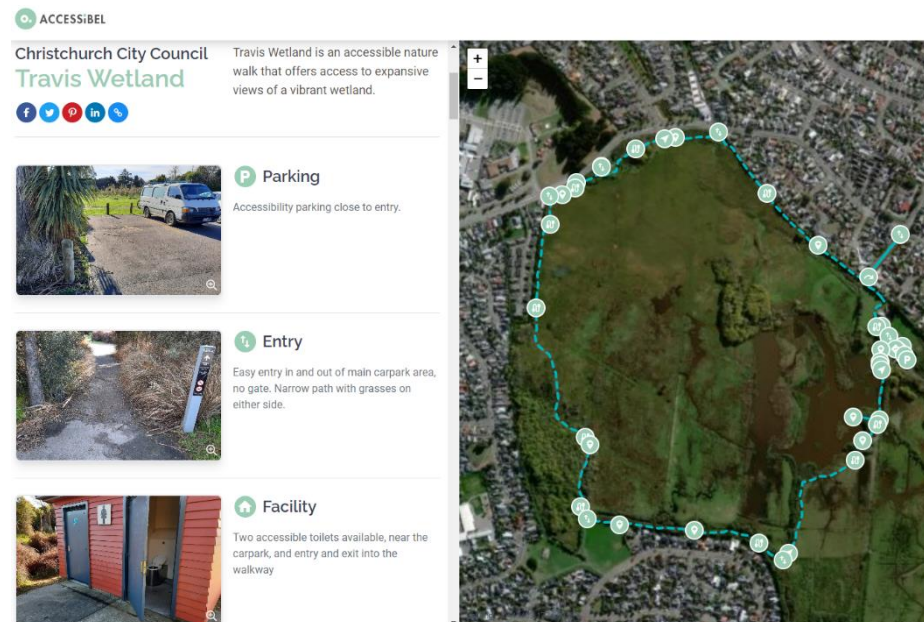 ACCESSiBEL
Christchurch City Council
Travis Wetland
Travis Wetland is an accessible nature
walk that offers access to expansive
views of a vibrant wetland.
P Parking
Accessibility parking close to entry.
Entry
Easy entry in and out of main carpark area,
no gate. Narrow path with grasses on
either side.
Facility
Two accessible toilets available, near the
carpark, and entry and exit into the
walkway
+
−
P